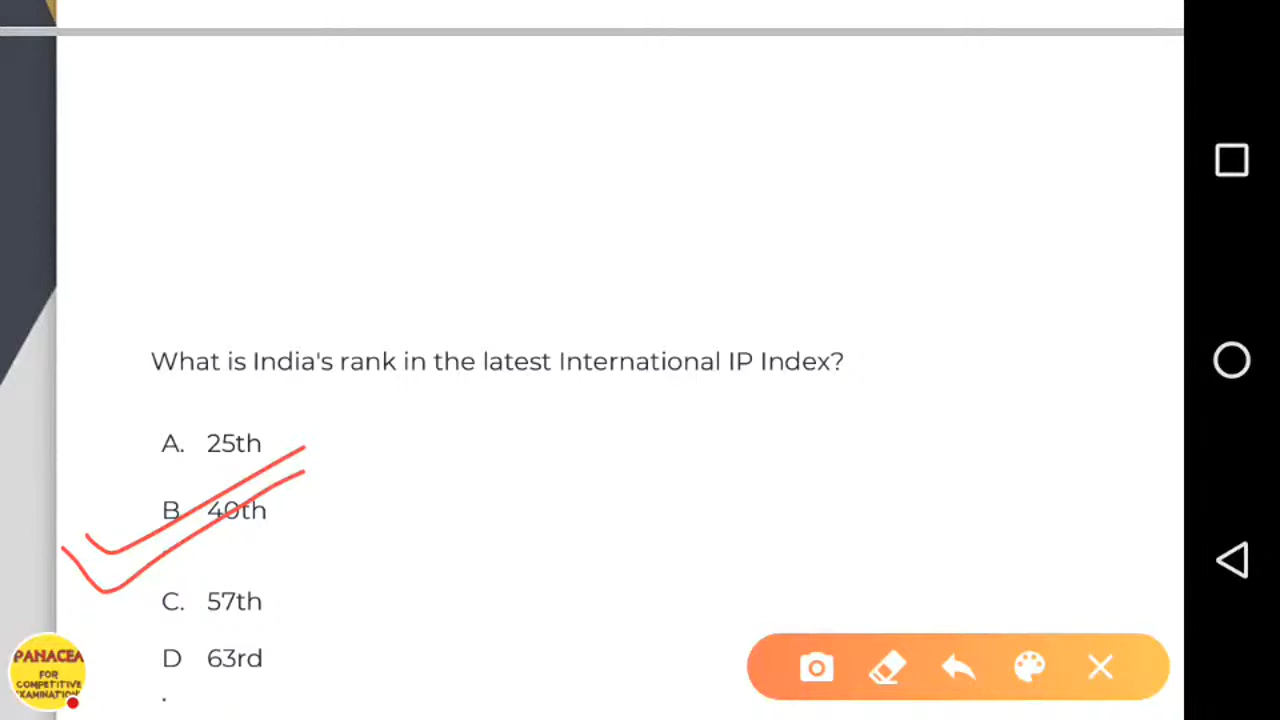 What is India's rank in the latest International IP Index?
A. 25th
B 40th
.
C. 57th
D 63rd
.
PANACEA
FOR
COMPETITIVE
EXAMINATION